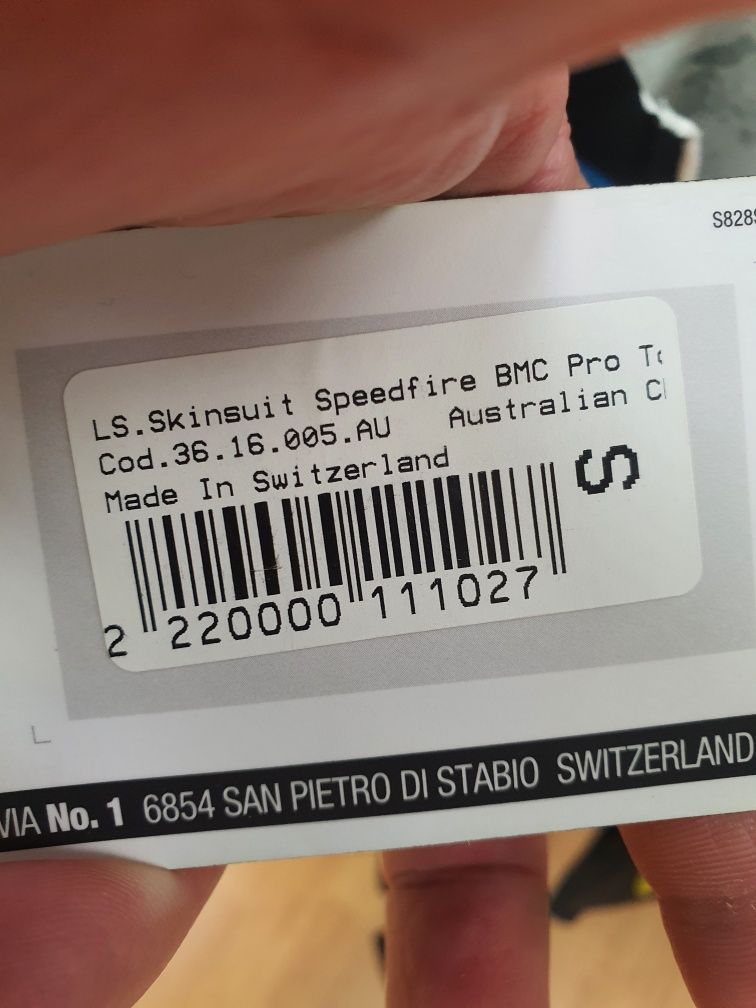 S828
LS.Skinsuit Speedfire BMC Pro
Cod.36.16.005.AU Australian
Made In Switzerland
S
2 220000 111027
VIA No. 1 6854 SAN PIETRO DI STABIO SWITZERLAND